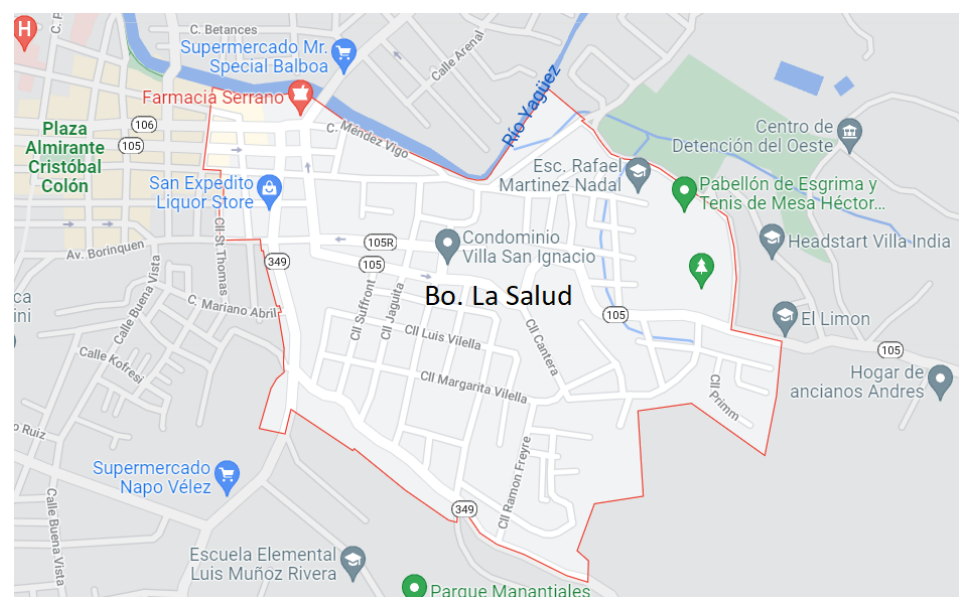 C. Betances
Supermercado Mr.
Special Balboa
Calle Arenal
Farmacia Serrano
C. Méndez Vigo
Río Yagüez
106
105
Plaza
Almirante
Cristóbal
Colón
Centro de
Detención del Oeste
Esc. Rafael
Martinez Nadal
San Expedito
Liquor Store
Pabellón de Esgrima y
Tenis de Mesa Héctor...
Cll St.Thomas
Av. Borinquen
105R
Condominio
Villa San Ignacio
Headstart Villa India
349
105
Calle Buena Vista
C. Mariano Abril
Cll Suffront
Cll Jaguita
Bo. La Salud
105
El Limon
Cll Luis Vilella
Cll Cantera
105
Calle Kofresi
Cll Margarita Vilella
Cll Primm
Hogar de
ancianos Andres
Ruiz
Supermercado
Napo Vélez
Cll Ramon Freyre
Calle Buena Vista
349
Escuela Elemental
Luis Muñoz Rivera
Parque Manantiales
H